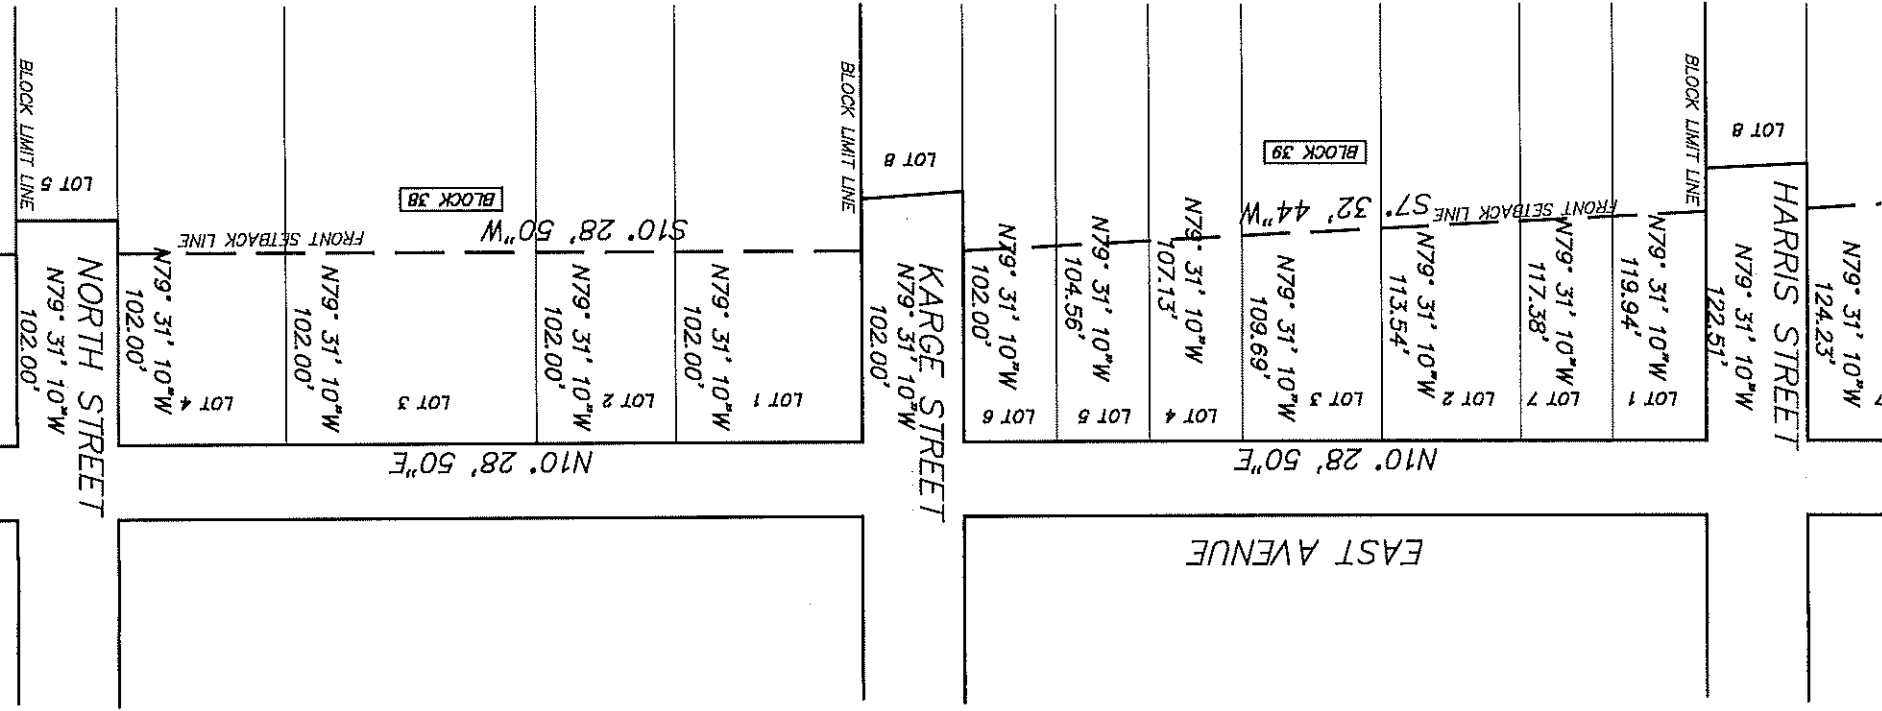 EAST AVENUE
N10° 28' 50"E
N10° 28' 50"E
HARRIS STREET
KARGE STREET
NORTH STREET
N79° 31' 10"W
124.23'
N79° 31' 10"W
122.51'
LOT 1
N79° 31' 10"W
119.94'
LOT 7
N79° 31' 10"W
117.38'
LOT 2
N79° 31' 10"W
113.54'
LOT 3
N79° 31' 10"W
109.69'
LOT 4
N79° 31' 10"W
107.13'
LOT 5
N79° 31' 10"W
104.56'
LOT 6
N79° 31' 10"W
102.00'
N79° 31' 10"W
102.00'
LOT 1
N79° 31' 10"W
102.00'
LOT 2
N79° 31' 10"W
102.00'
LOT 3
N79° 31' 10"W
102.00'
LOT 4
N79° 31' 10"W
102.00'
N79° 31' 10"W
102.00'
FRONT SETBACK LINE
S7° 32' 44"W
S10° 28' 50"W
FRONT SETBACK LINE
BLOCK 39
BLOCK 38
LOT 8
LOT 8
LOT 5
BLOCK LIMIT LINE
BLOCK LIMIT LINE
BLOCK LIMIT LINE